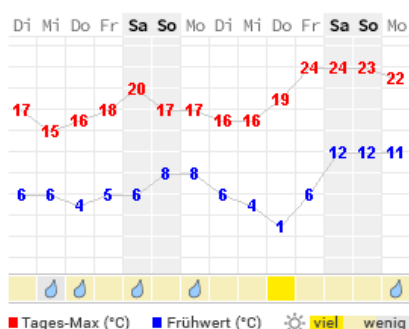 Di Mi Do Fr Sa So Mo Di Mi Do Fr Sa So Mo
17 15 16 18 20 17 17 16 16 19 24 24 23 22
6 6 4 5 6 8 8 6 4 1 6 12 12 11
Tages-Max (°C) Frühwert (°C) viel wenig